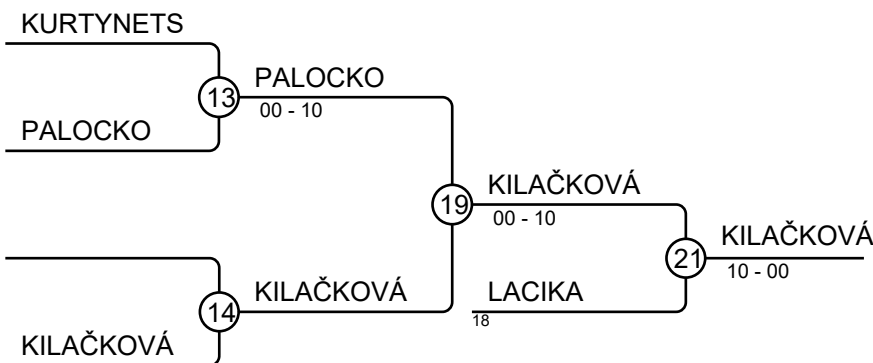 KURTYNETS
13
PALOCKO
00 - 10
PALOCKO
19
KILAČKOVÁ
00 - 10
21
KILAČKOVÁ
10 - 00
14
KILAČKOVÁ
LACIKA
18
KILAČKOVÁ